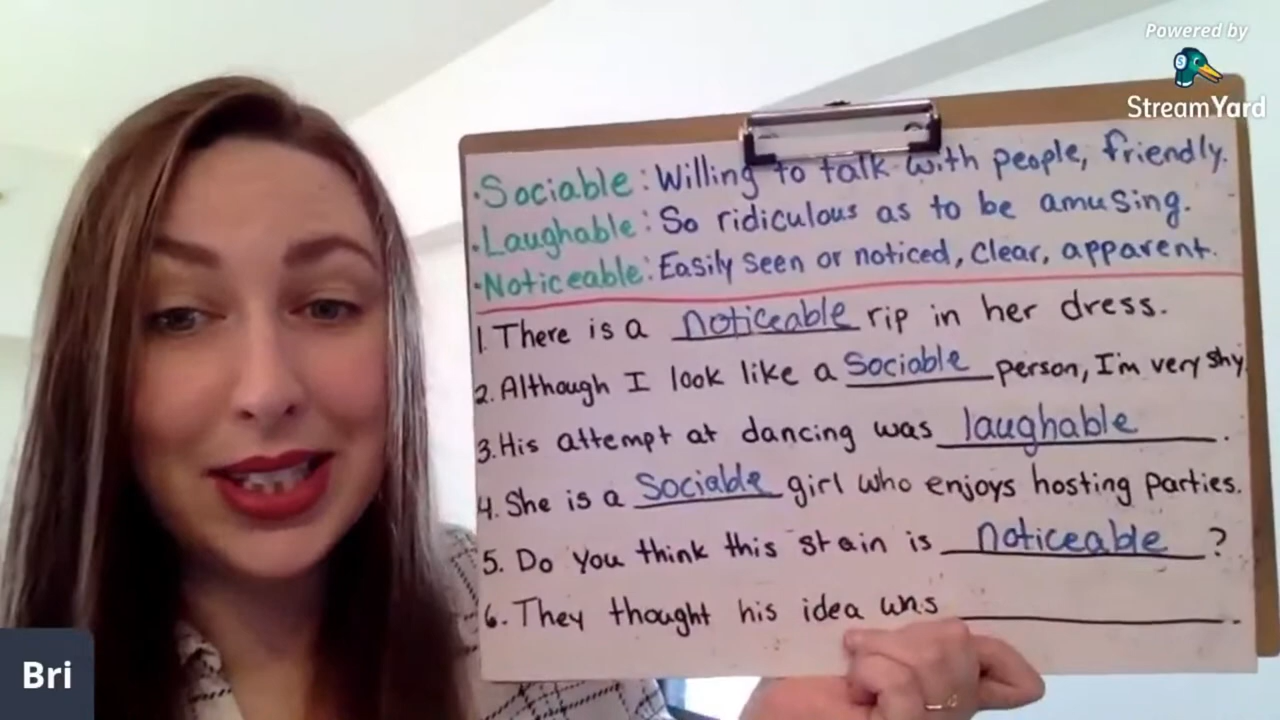 Powered by
StreamYard
·Sociable: Willing to talk with people, friendly.
·Laughable: So ridiculous as to be amusing.
·Noticeable: Easily seen or noticed, clear, apparent.
1. There is a noticeable rip in her dress.
2. Although I look like a sociable person, I'm very shy
3. His attempt at dancing was laughable.
4. She is a sociable girl who enjoys hosting parties.
5. Do you think this stain is noticeable?
6. They thought his idea was ________.
Bri